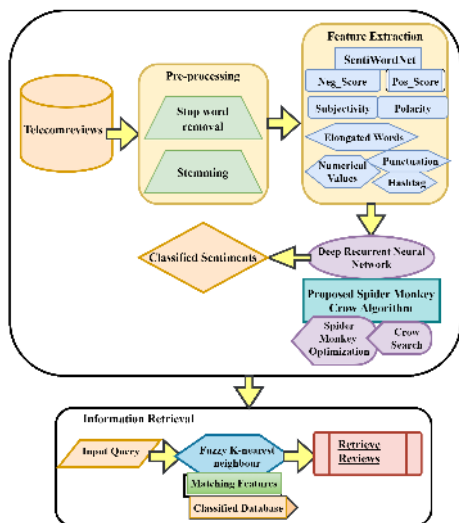 Feature Extraction
SentiWordNet
Neg_Score
Pos_Score
Subjectivity
Polarity
Elongated Words
Numerical
Values
Punctuation
Hashtag
Pre-processing
Stop word
removal
Stemming
Telecomreviews
Classified Sentiments
Deep Recurrent Neural
Network
Proposed Spider Monkey
Crow Algorithm
Spider
Monkey
Optimization
Crow
Search
Information Retrieval
Input Query
Fuzzy K-nearest
neighbour
Matching Features
Classified Database
Retrieve
Reviews